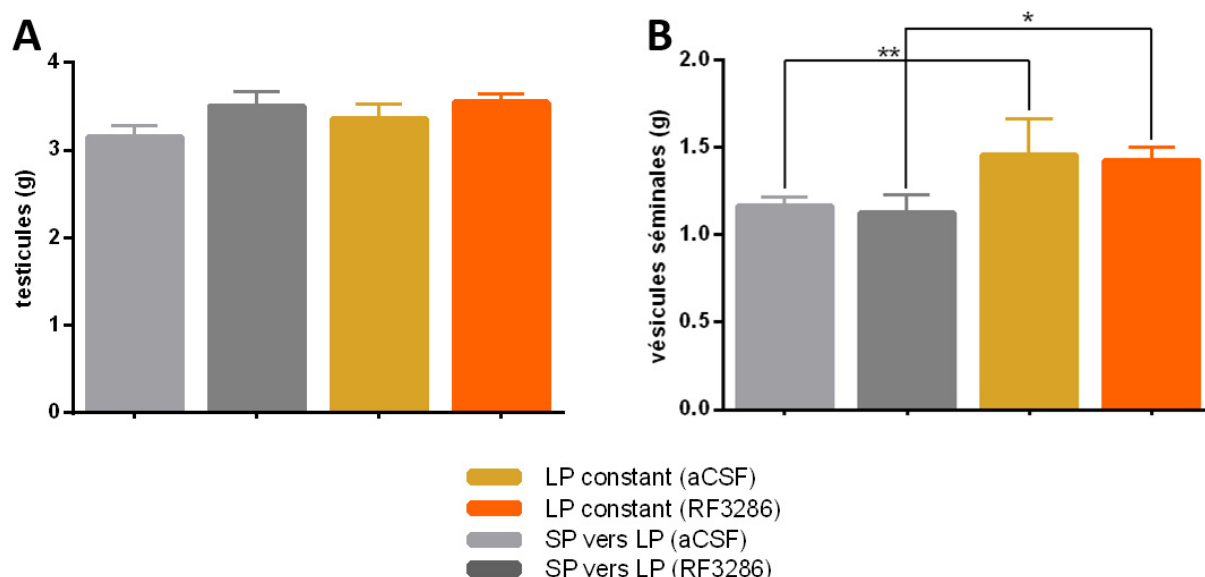 A
testicules (g)
4
3
2
1
0
B
vésicules séminales (g)
2.0
1.5
1.0
0.5
0.0
**
*
LP constant (aCSF)
LP constant (RF3286)
SP vers LP (aCSF)
SP vers LP (RF3286)